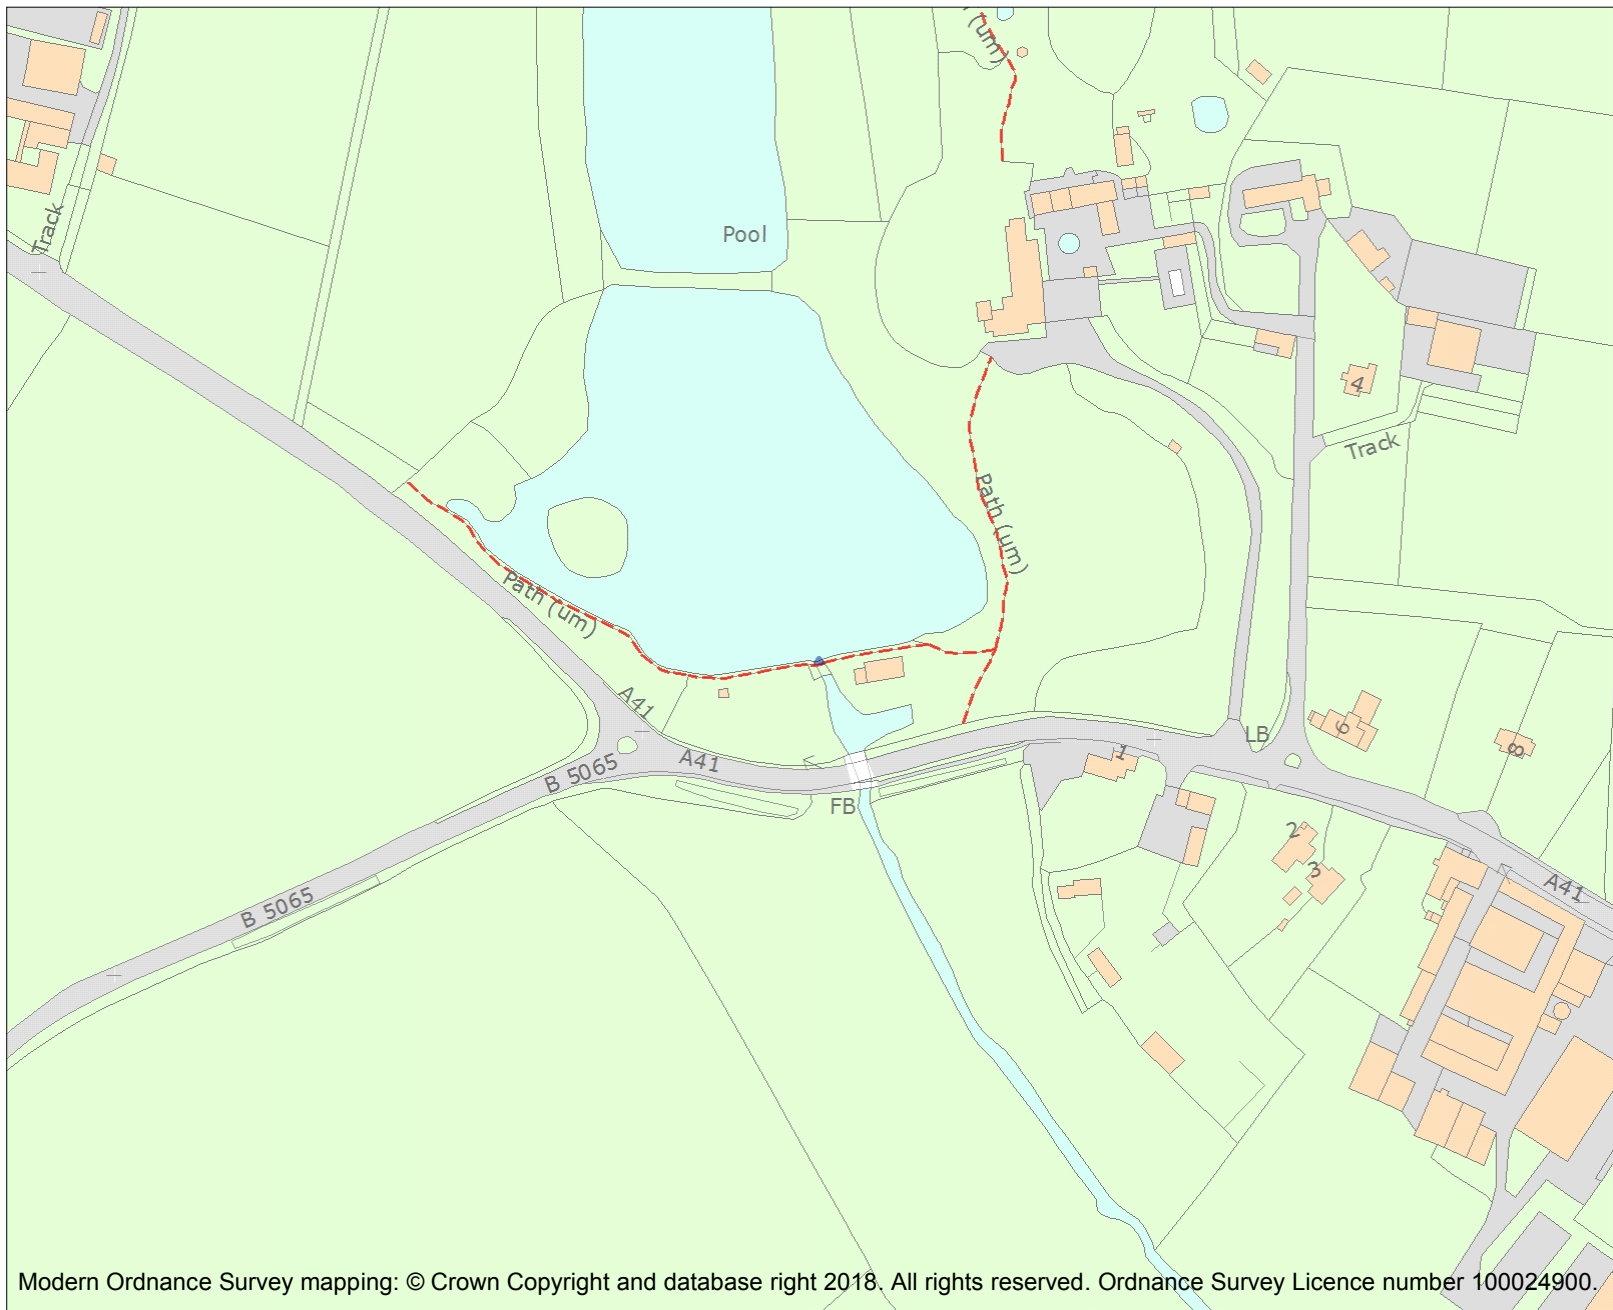 (um)
Track
Pool
4
Track
Path (um)
Path (um)
A41
A41
B 5065
LB
1
6
8
FB
2
3
A41
B 5065
Modern Ordnance Survey mapping: © Crown Copyright and database right 2018. All rights reserved. Ordnance Survey Licence number 100024900.